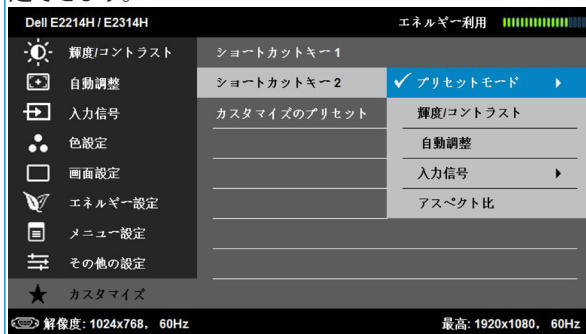 定できます。
Dell E2214H / E2314H エネルギー利用
輝度/コントラスト ショートカットキー1
自動調整 ショートカットキー2 プリセットモード
入力信号 カスタマイズのプリセット 輝度/コントラスト
色設定 自動調整
画面設定 入力信号
エネルギー設定 アスペクト比
メニュー設定
その他の設定
カスタマイズ
解像度: 1024x768, 60Hz 最高: 1920x1080, 60Hz